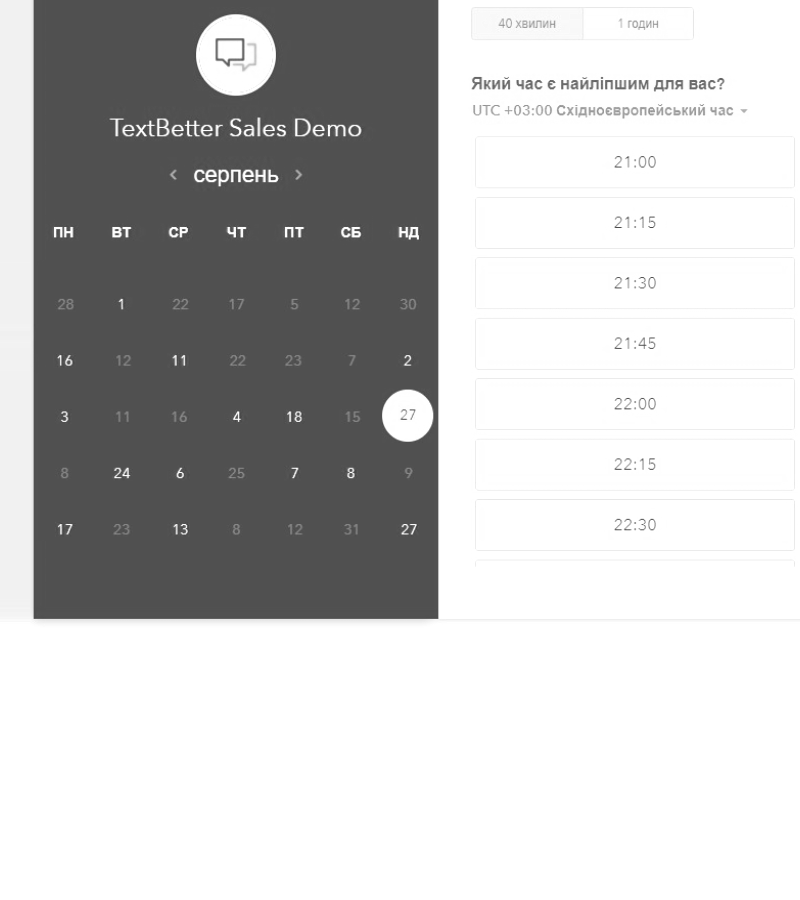 TextBetter Sales Demo
серпень
ПН ВТ СР ЧТ ПТ СБ НД
28 1 22 17 5 12 30
16 12 11 22 23 7 2
3 11 16 4 18 15 27
8 24 6 25 7 8 9
17 23 13 8 12 31 27
40 хвилин 1 годин
Який час є найліпшим для вас?
UTC +03:00 Східноєвропейський час
21:00
21:15
21:30
21:45
22:00
22:15
22:30